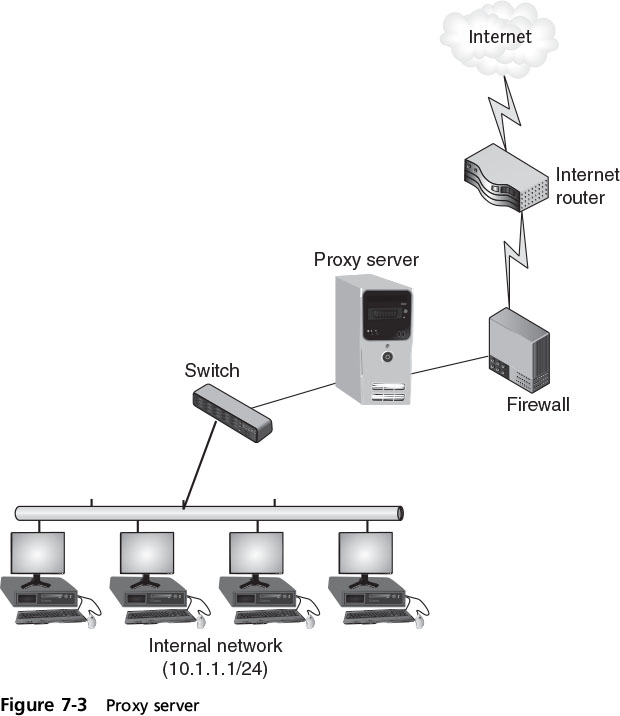 Internet
Internet
router
Proxy server
Switch
Firewall
Internal network
(10.1.1.1/24)
Figure 7-3 Proxy server